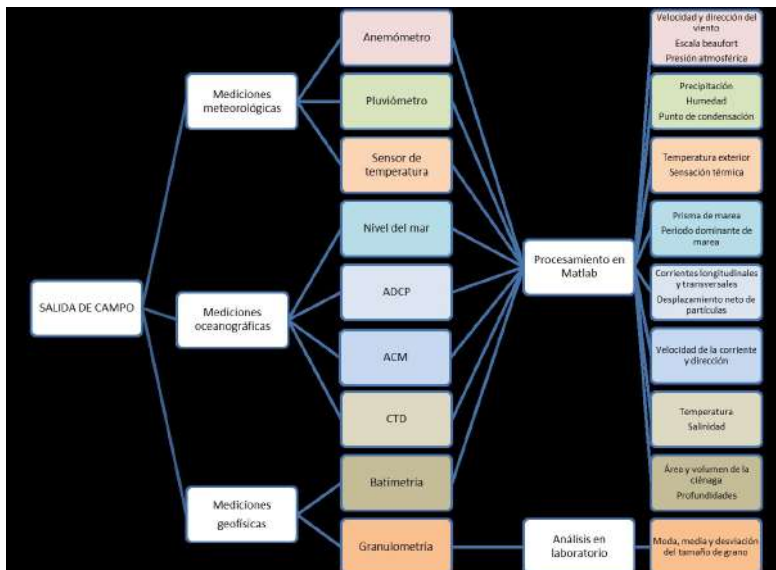 SALIDA DE CAMPO
Mediciones
meteorológicas
Mediciones
oceanográficas
Mediciones
geofísicas
Anemómetro
Pluviómetro
Sensor de
temperatura
Nivel del mar
ADCP
ACM
CTD
Batimetría
Granulometría
Procesamiento en
Matlab
Análisis en
laboratorio
Velocidad y dirección del
viento
Escala beaufort
Presión atmosférica
Precipitación
Humedad
Punto de condensación
Temperatura exterior
Sensación térmica
Prisma de marea
Periodo dominante de
marea
Corrientes longitudinales
y transversales
Desplazamiento neto de
partículas
Velocidad de la corriente
y dirección
Temperatura
Salinidad
Área y volumen de la
ciénaga
Profundidades
Moda, media y desviación
del tamaño de grano